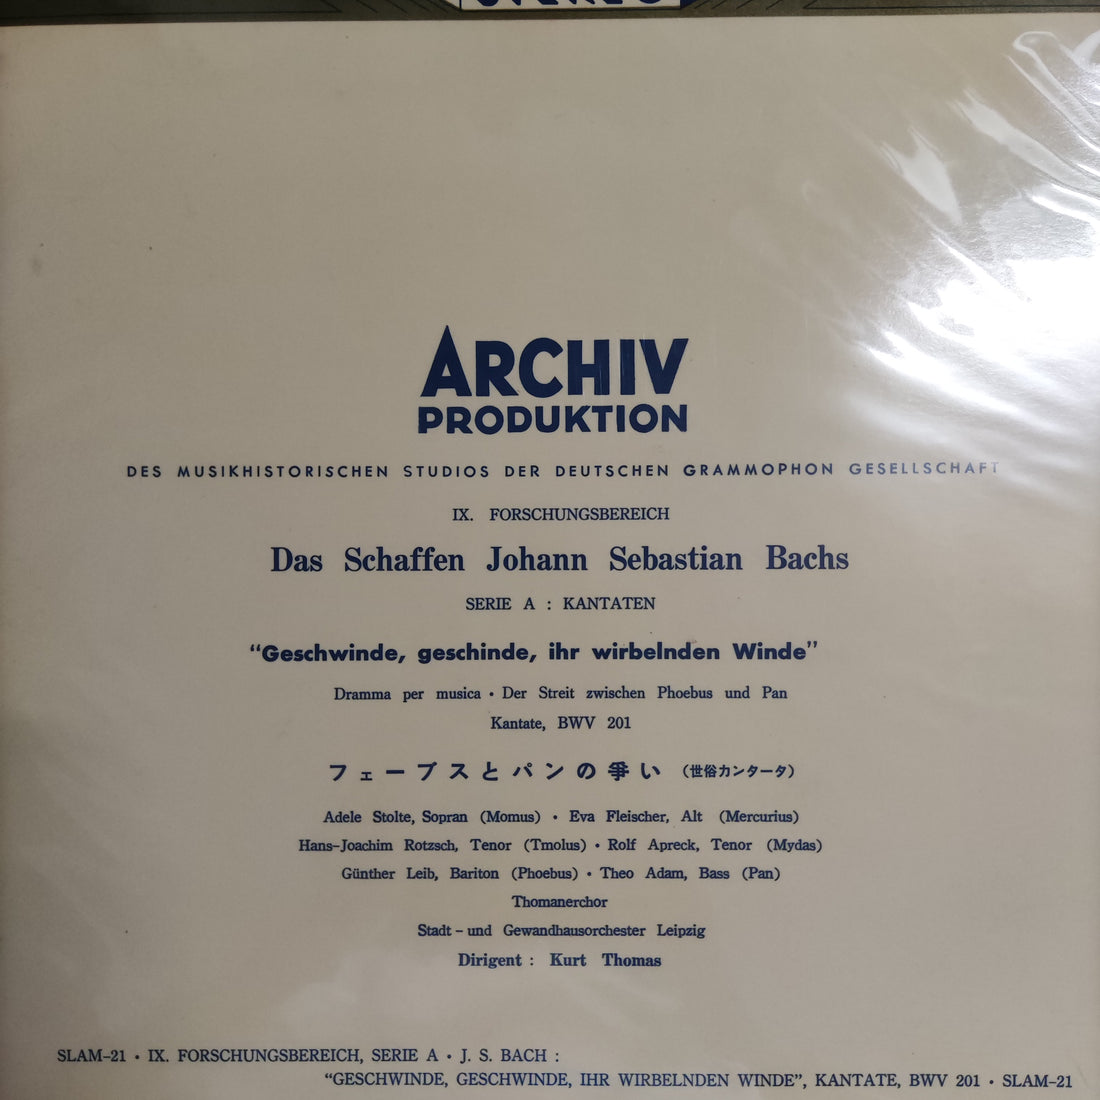 STEREO
ARCHIV
PRODUKTION
DES MUSIKHISTORISCHEN STUDIOS DER DEUTSCHEN GRAMMOPHON GESELLSCHAFT
IX. FORSCHUNGSBEREICH
Das Schaffen Johann Sebastian Bachs
SERIE A : KANTATEN
“Geschwinde, geschinde, ihr wirbelnden Winde”
Dramma per musica • Der Streit zwischen Phoebus und Pan
Kantate, BWV 201
フェーブスとパンの爭い （世俗カンタータ）
Adele Stolte, Sopran (Momus) • Eva Fleischer, Alt (Mercurius)
Hans-Joachim Rotzsch, Tenor (Tmolus) • Rolf Apreck, Tenor (Mydas)
Günther Leib, Bariton (Phoebus) • Theo Adam, Bass (Pan)
Thomanerchor
Stadt - und Gewandhausorchester Leipzig
Dirigent : Kurt Thomas
SLAM-21 • IX. FORSCHUNGSBEREICH, SERIE A • J. S. BACH :
“GESCHWINDE, GESCHWINDE, IHR WIRBELNDEN WINDE”, KANTATE, BWV 201 • SLAM-21